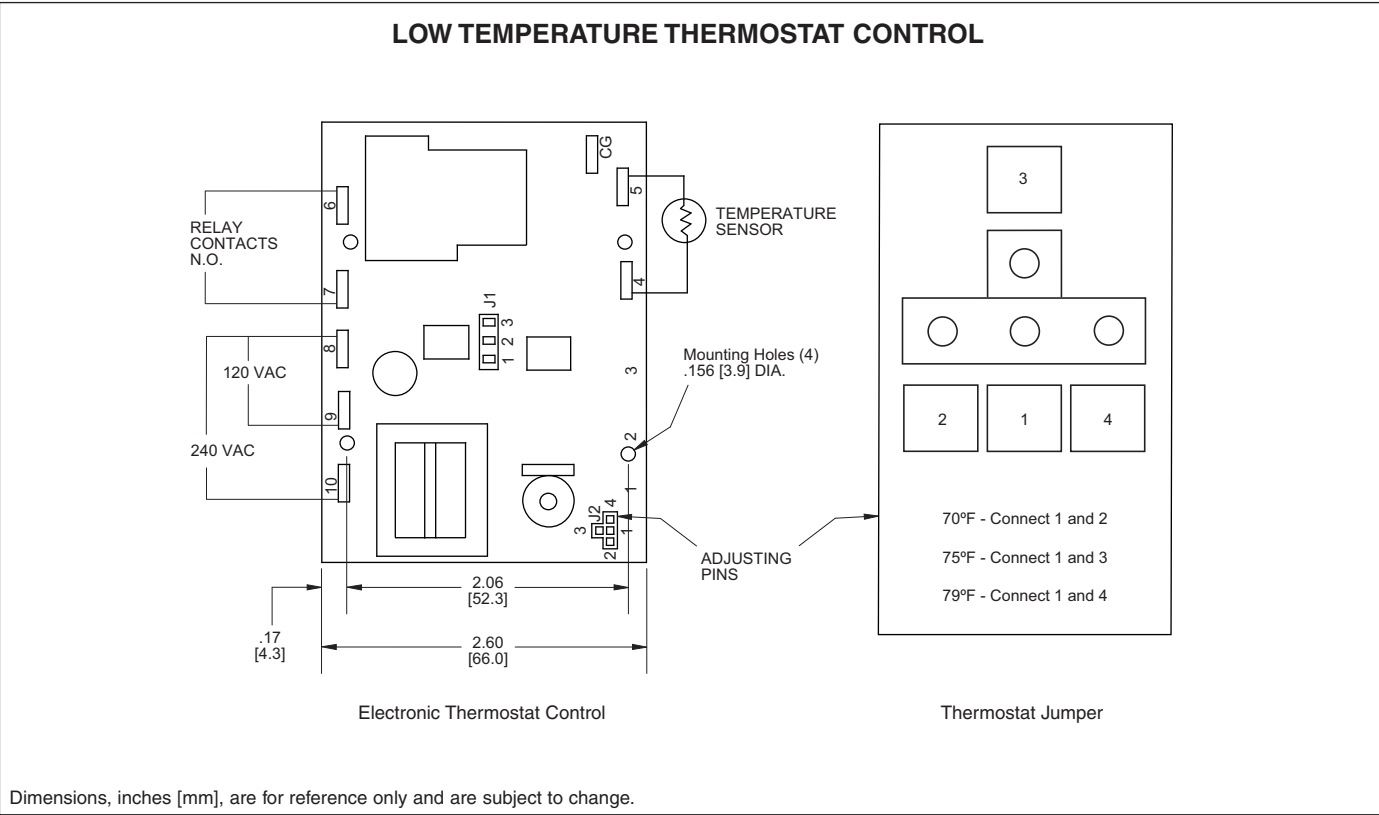 LOW TEMPERATURE THERMOSTAT CONTROL
CG
5
6
TEMPERATURE
SENSOR
RELAY
CONTACTS
N.O.
4
7
J1
3
2
1
8
120 VAC
Mounting Holes (4)
.156 [3.9] DIA.
3
9
2
240 VAC
10
1
J2
4
3
1
2
ADJUSTING
PINS
2.06
[52.3]
.17
[4.3]
2.60
[66.0]
Electronic Thermostat Control
3
2
1
4
70ºF - Connect 1 and 2
75ºF - Connect 1 and 3
79ºF - Connect 1 and 4
Thermostat Jumper
Dimensions, inches [mm], are for reference only and are subject to change.